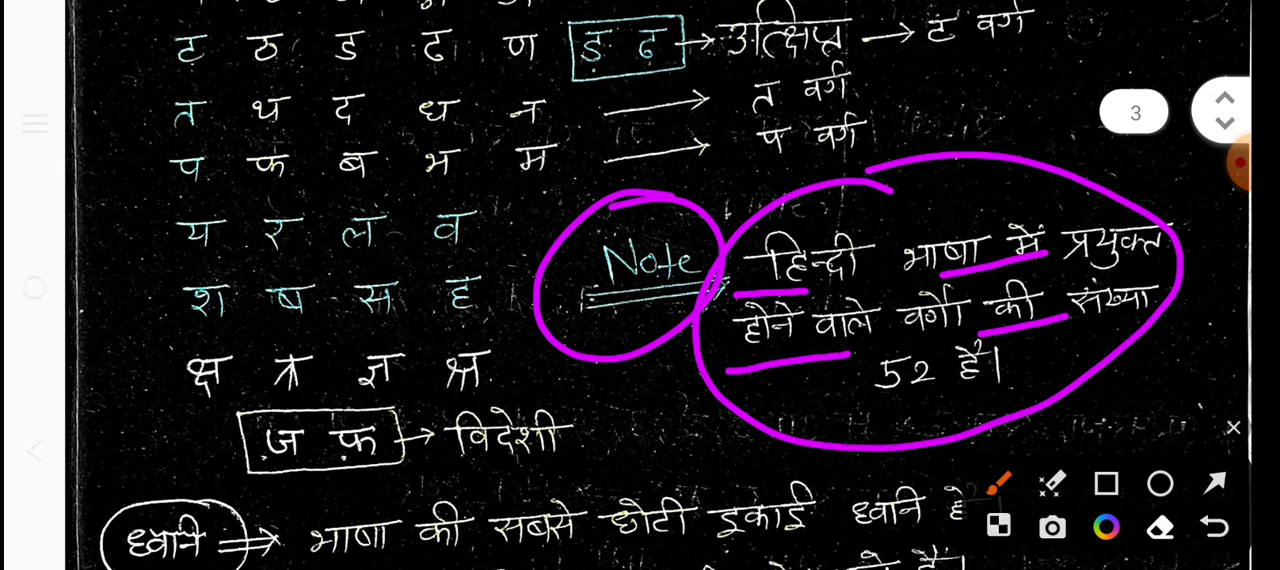 ट ठ ड ढ ण ड़ ढ़ → उत्क्षिप्त → ट वर्ग
त थ द ध न → त वर्ग
प फ ब भ म → प वर्ग
य र ल व
श ष स ह
Note हिन्दी भाषा में प्रयुक्त
होने वाले वर्गो की संख्या
52 हैं।
क्ष त्र ज्ञ श्र
ज़ फ़ → विदेशी
ध्वनि ⇒ भाषा की सबसे छोटी इकाई ध्वनि है
3